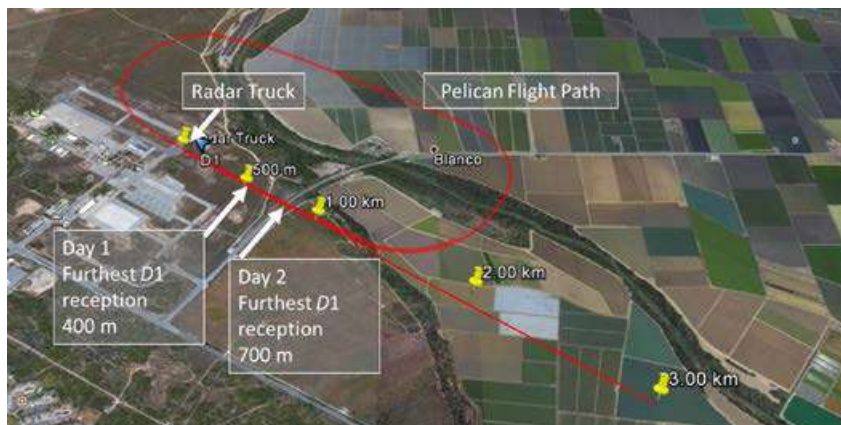 Radar Truck
Pelican Flight Path
Truck
D1
Blanco
500 m
1.00 km
2.00 km
3.00 km
Day 1
Furthest D1
reception
400 m
Day 2
Furthest D1
reception
700 m